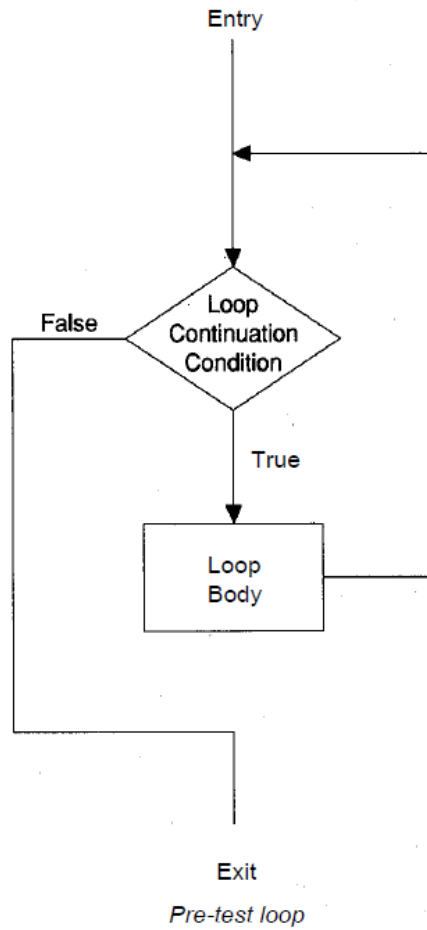 Entry
Loop
Continuation
Condition
False
True
Loop
Body
Exit
Pre-test loop